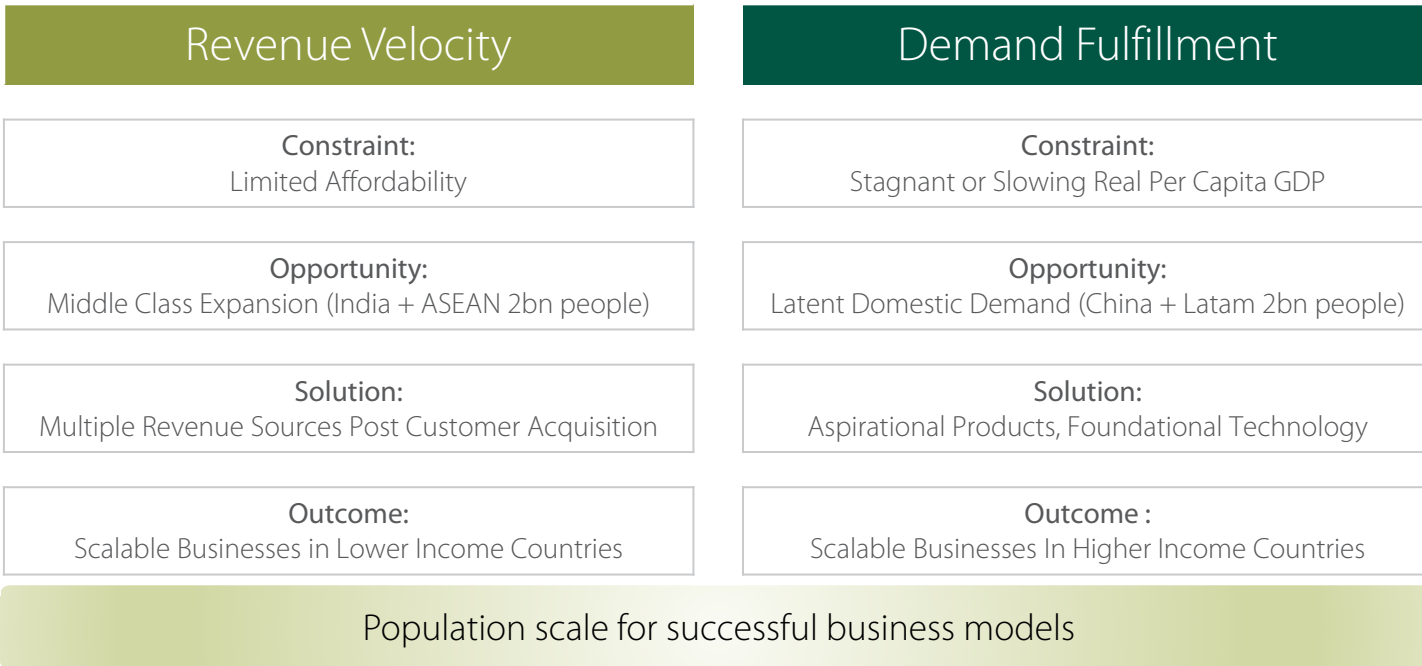 Revenue Velocity
Constraint:
Limited Affordability
Opportunity:
Middle Class Expansion (India + ASEAN 2bn people)
Solution:
Multiple Revenue Sources Post Customer Acquisition
Outcome:
Scalable Businesses in Lower Income Countries
Demand Fulfillment
Constraint:
Stagnant or Slowing Real Per Capita GDP
Opportunity:
Latent Domestic Demand (China + Latam 2bn people)
Solution:
Aspirational Products, Foundational Technology
Outcome :
Scalable Businesses In Higher Income Countries
Population scale for successful business models